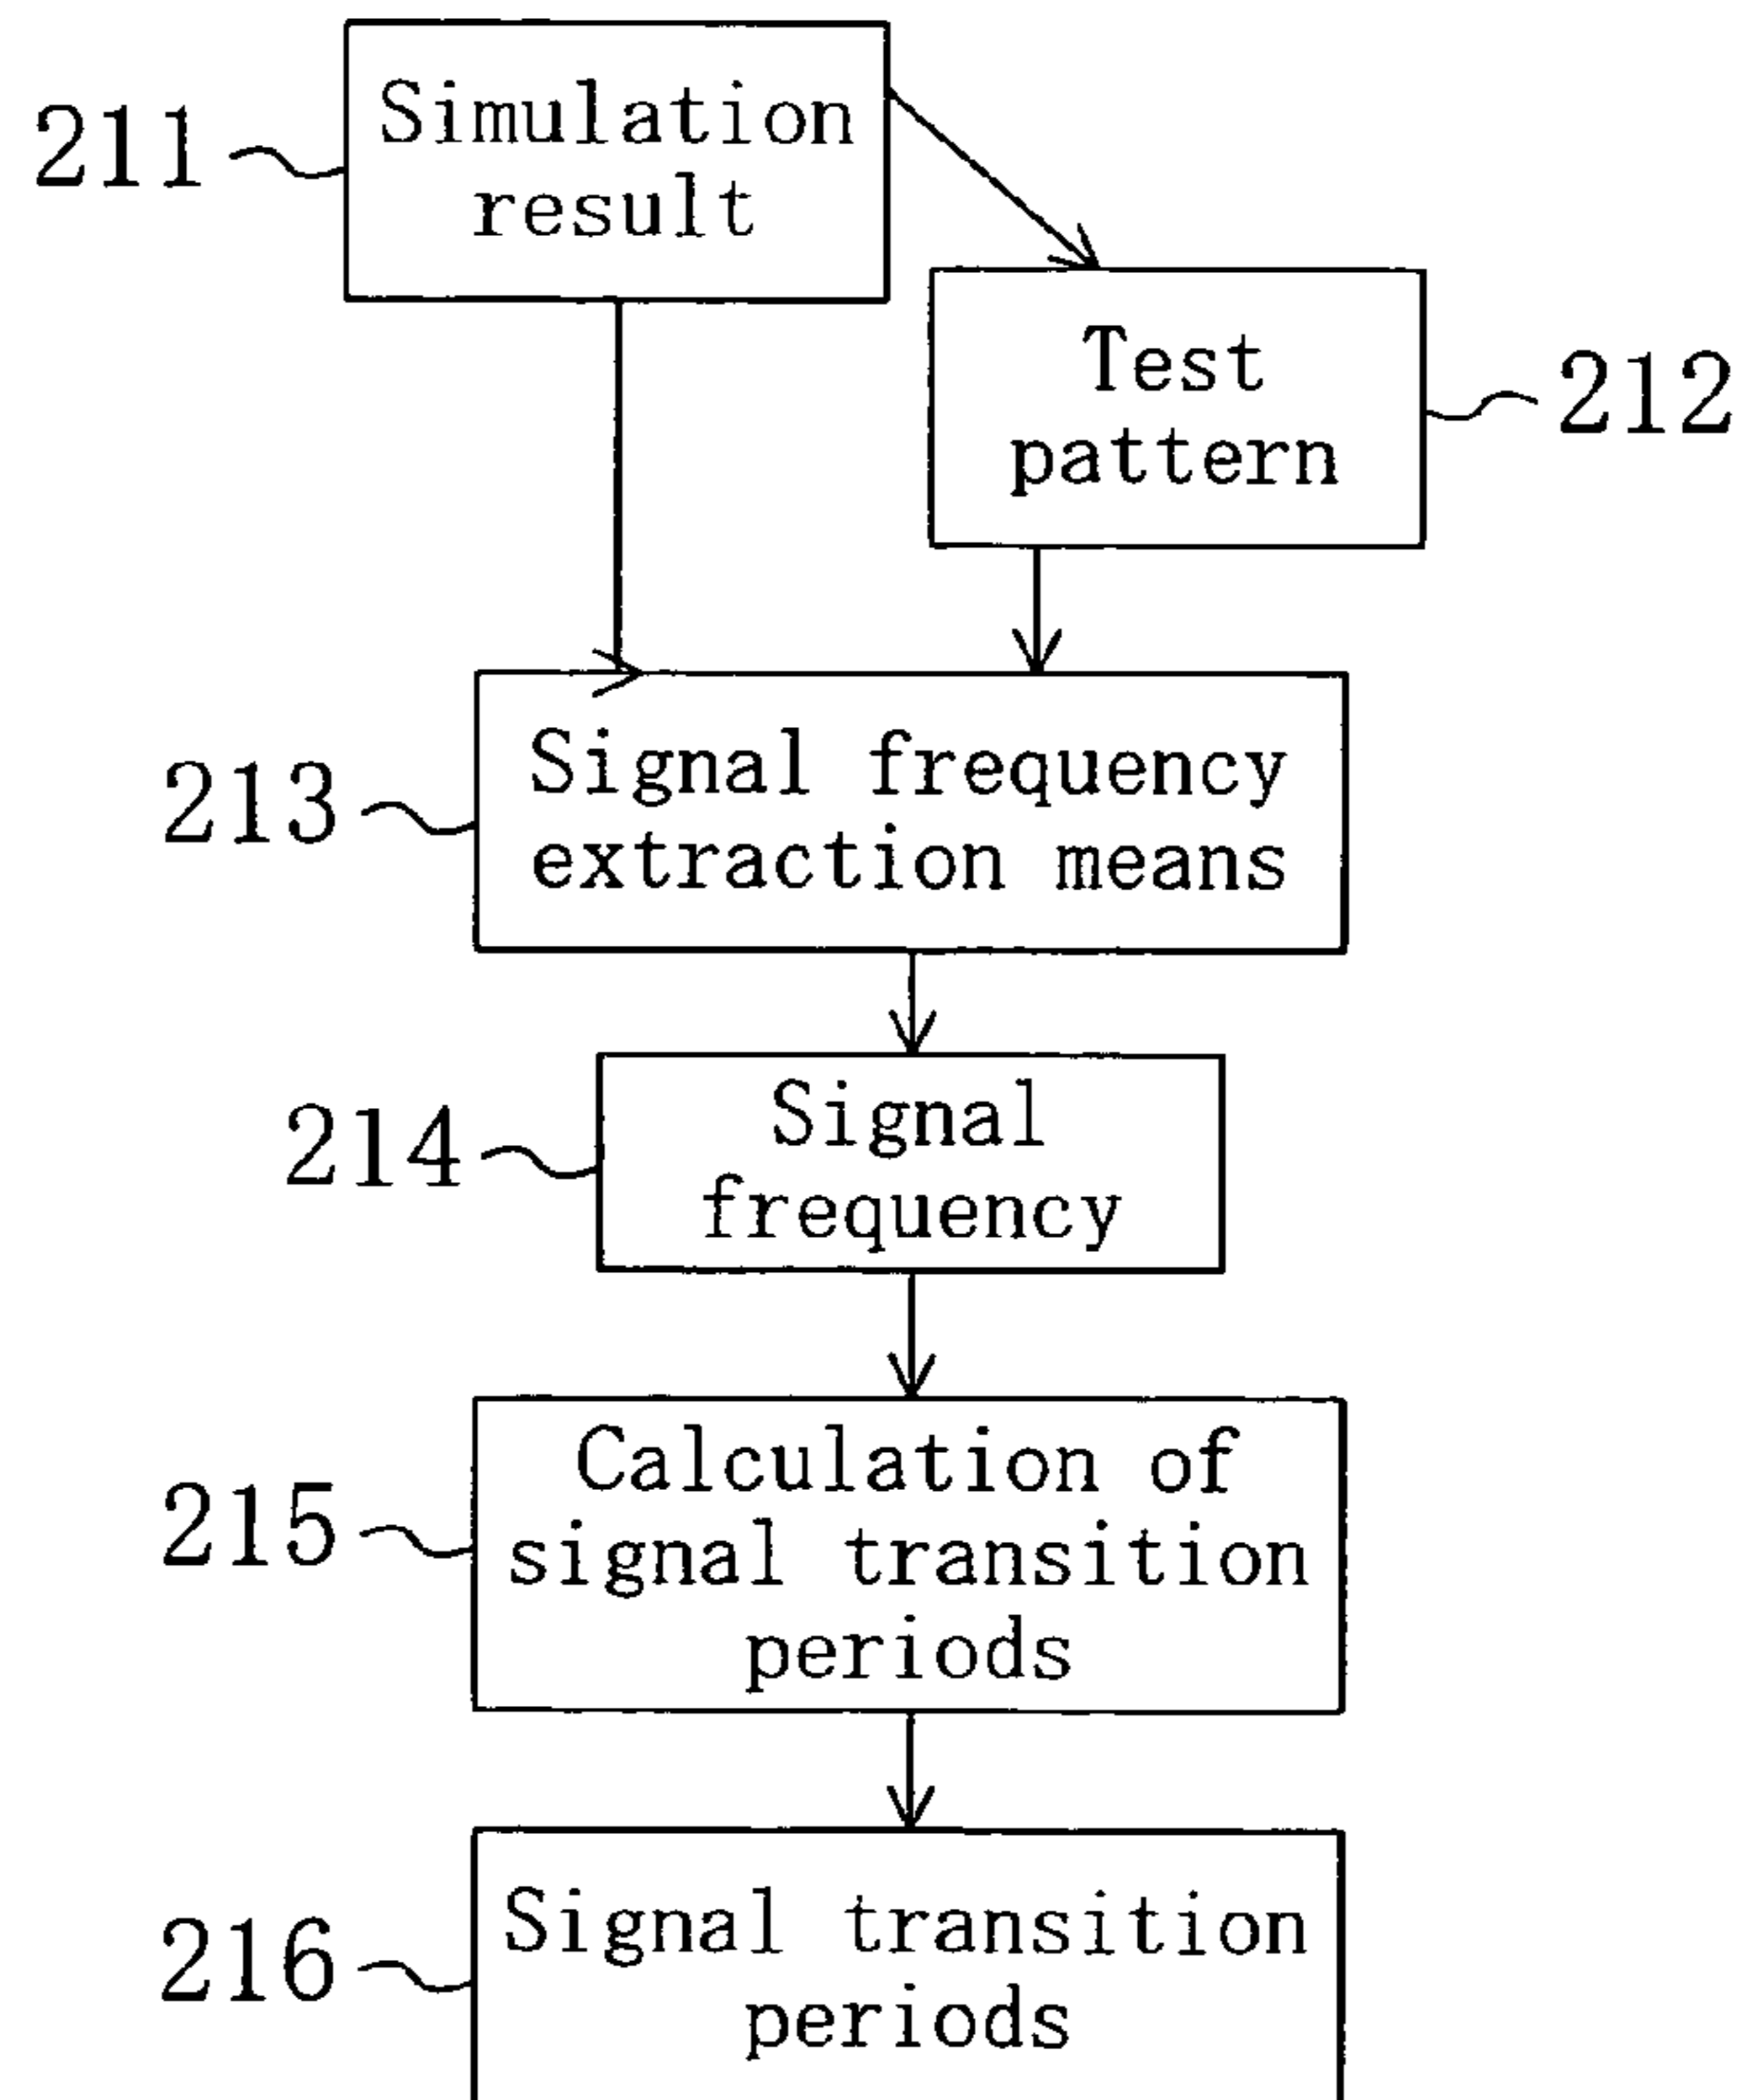 211
Simulation
result
Test
pattern
212
213
Signal frequency
extraction means
214
Signal
frequency
215
Calculation of
signal transition
periods
216
Signal transition
periods